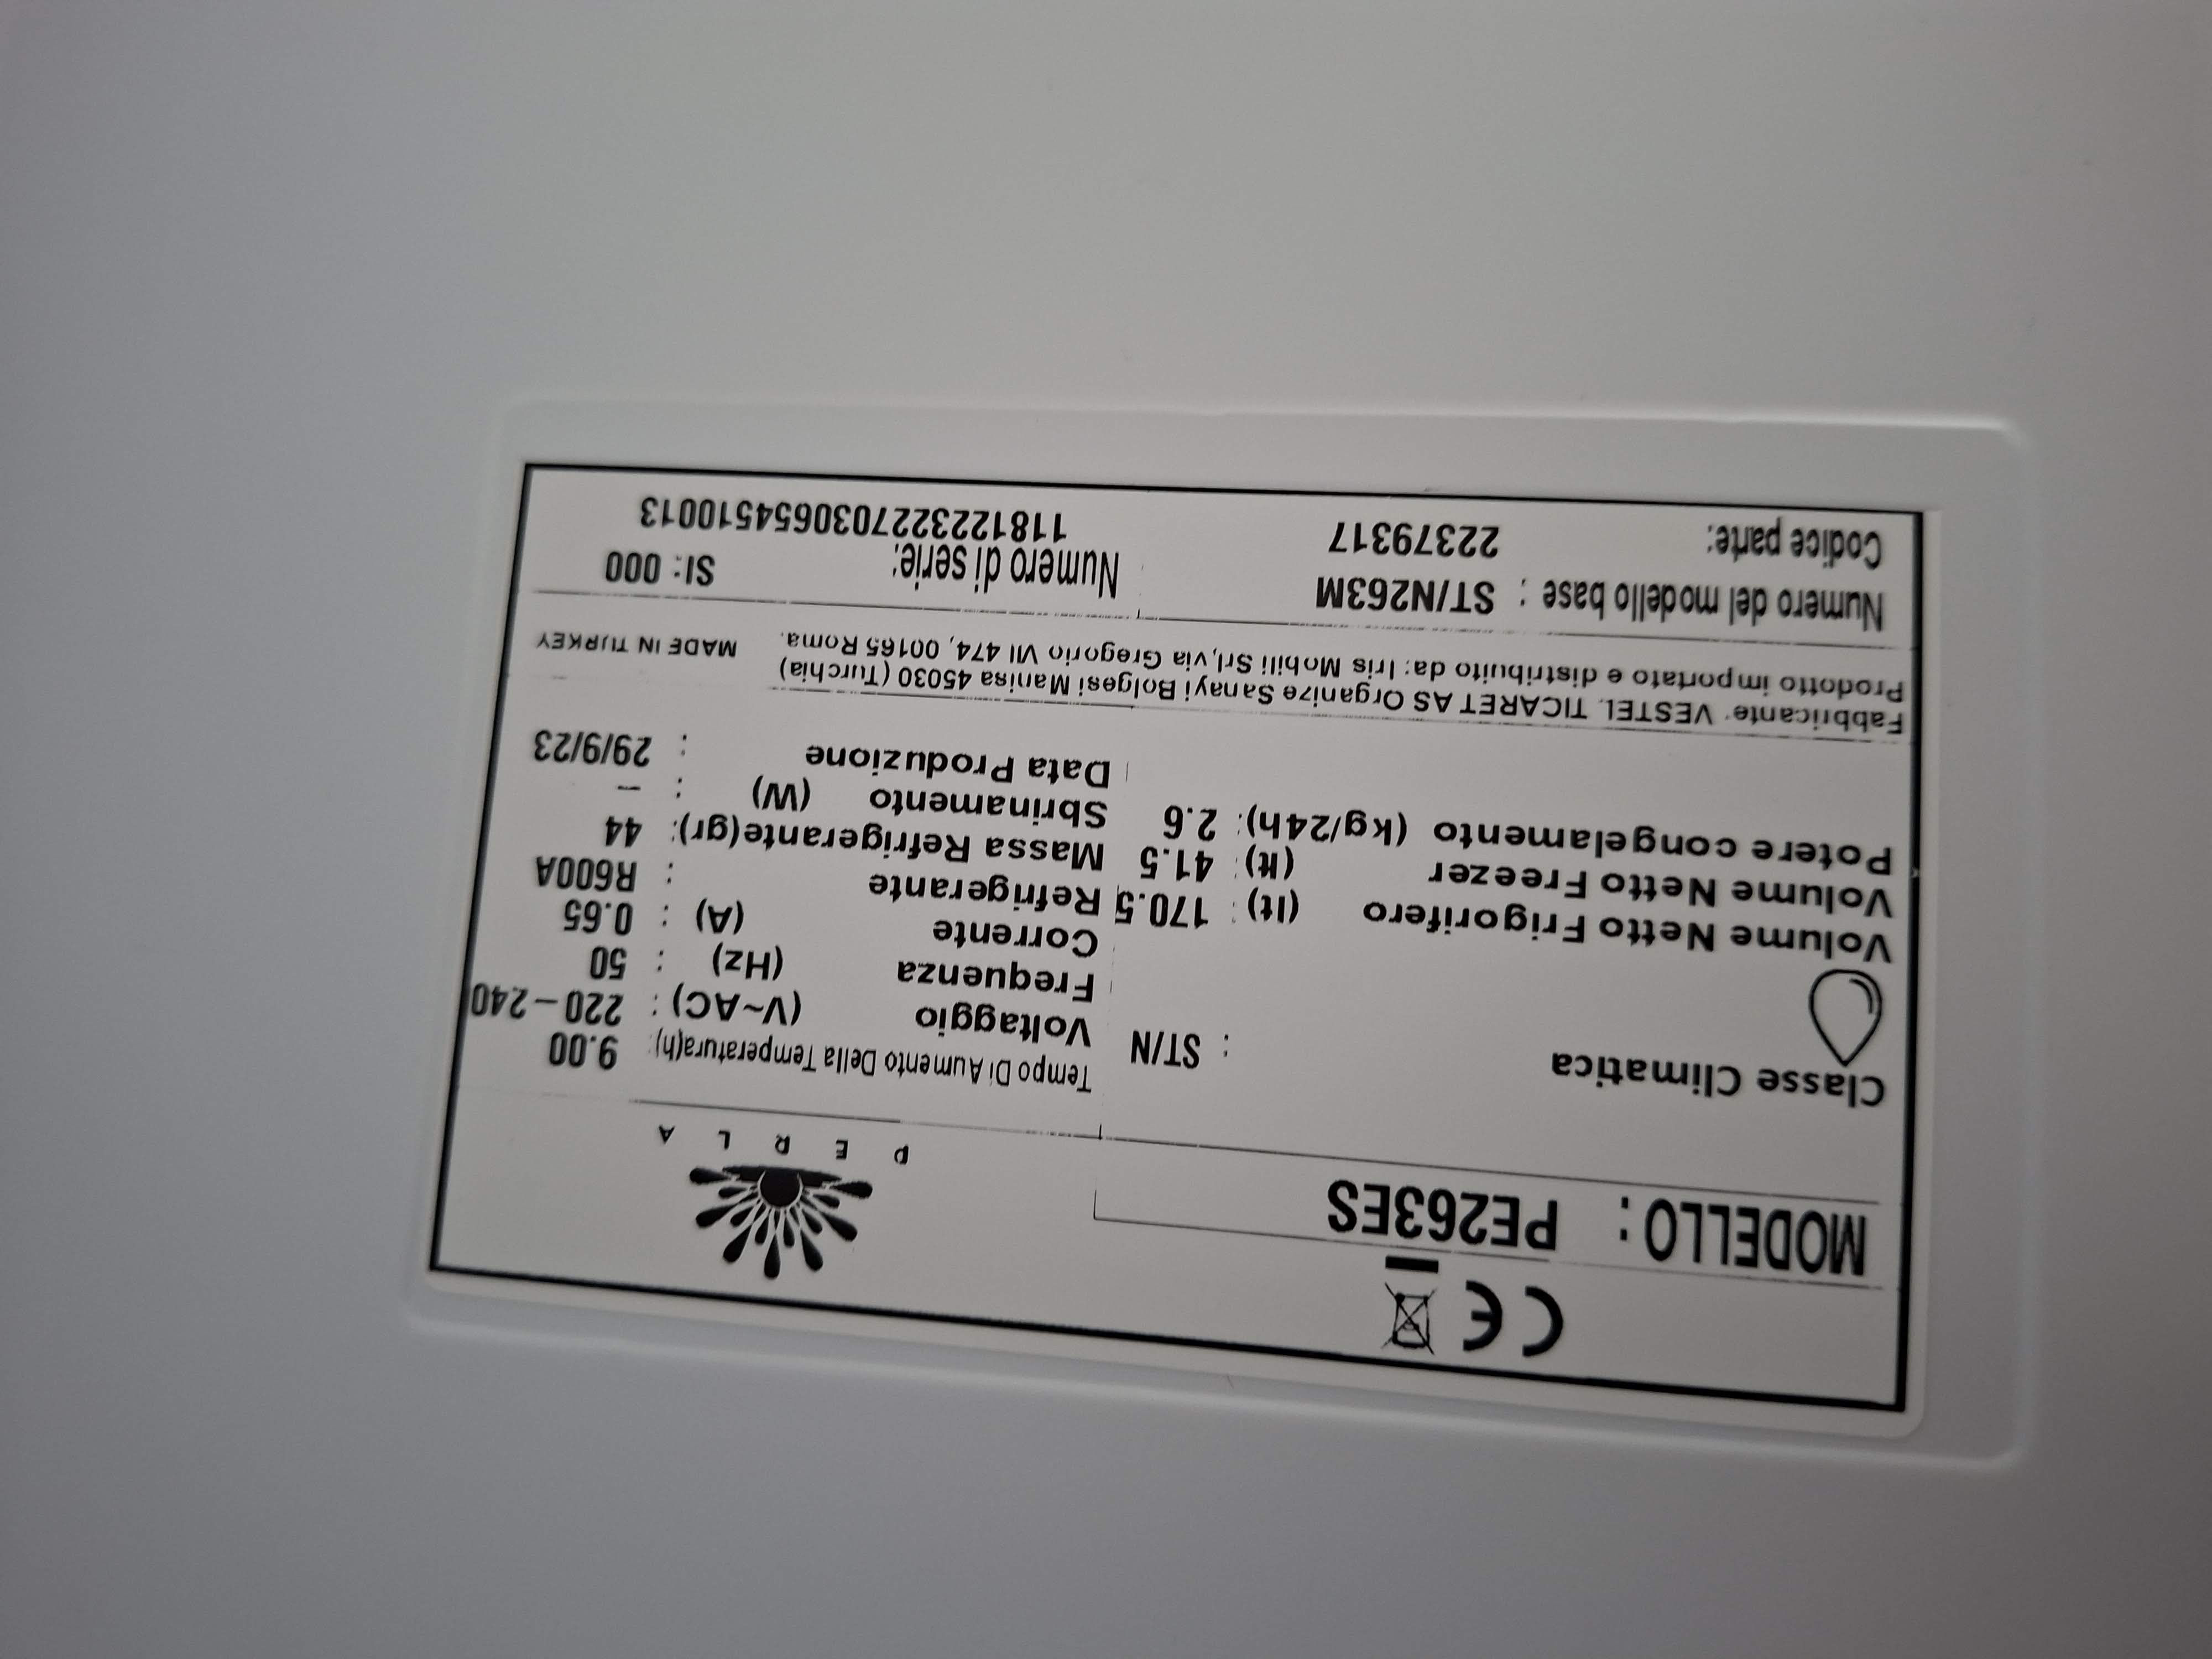 CE
MODELLO : PE263ES
P E R L A
Classe Climatica : ST/N
Volume Netto Frigorifero (lt) : 170.5
Volume Netto Freezer (lt) : 41.5
Potere congelamento (kg/24h): 2.6
Tempo Di Aumento Della Temperatura(h): 9.00
Voltaggio (V~AC) : 220-240
Frequenza (Hz) : 50
Corrente (A) : 0.65
Refrigerante : R600A
Massa Refrigerante(gr): 44
Sbrinamento (W) : -
Data Produzione : 29/9/23
Fabbricante: VESTEL TICARET AS Organize Sanayi Bolgesi Manisa 45030 (Turchia)
Prodotto importato e distribuito da: Iris Mobili Srl, via Gregorio VII 474, 00165 Roma.
MADE IN TURKEY
Numero del modello base : ST/N263M
Codice parte: 22379317
Numero di serie: SI: 000
1181223227030654510013